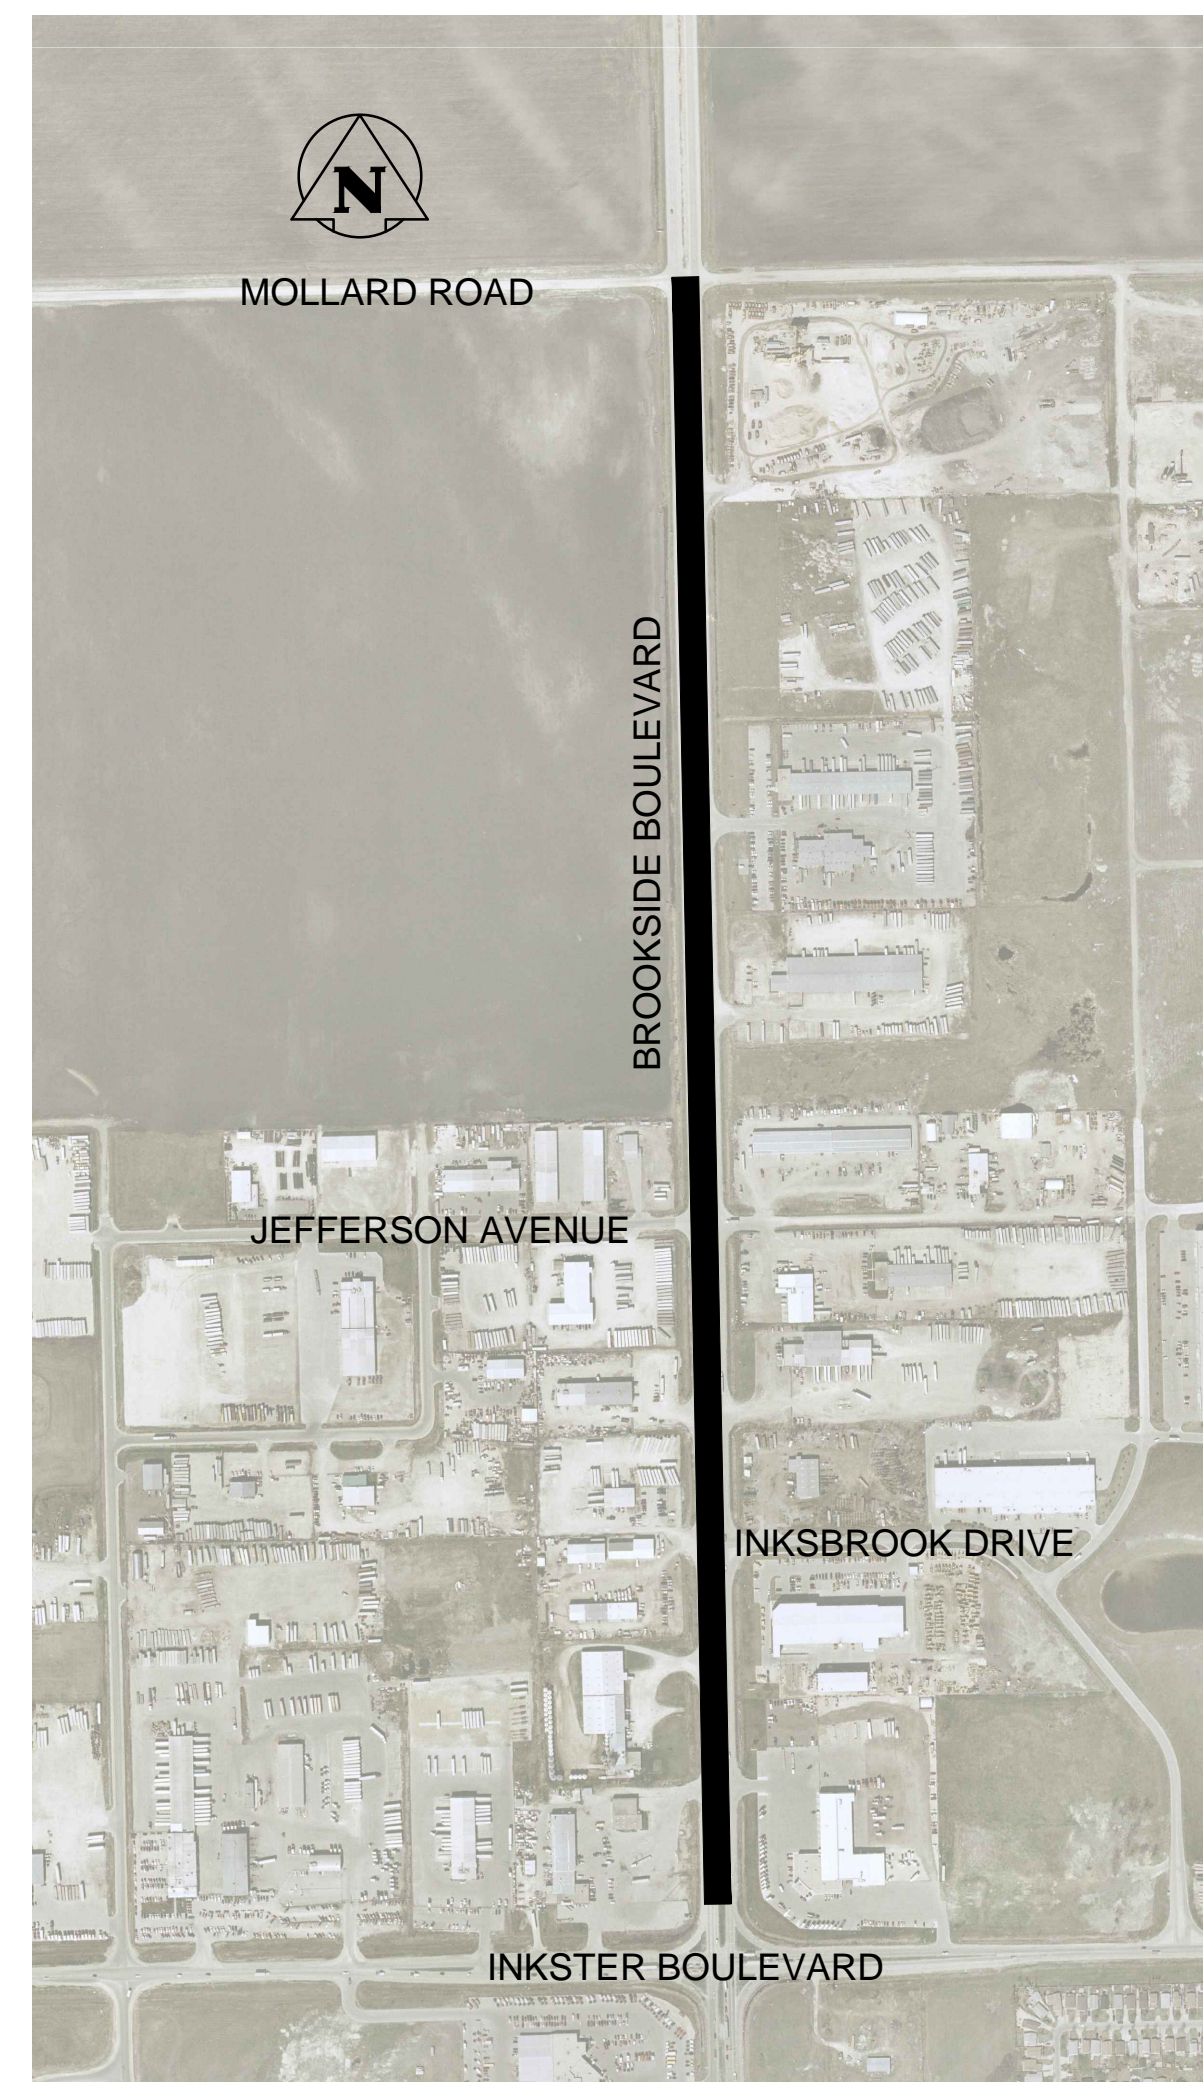 N
MOLLARD ROAD
BROOKSIDE BOULEVARD
JEFFERSON AVENUE
INKSBROOK DRIVE
INKSTER BOULEVARD